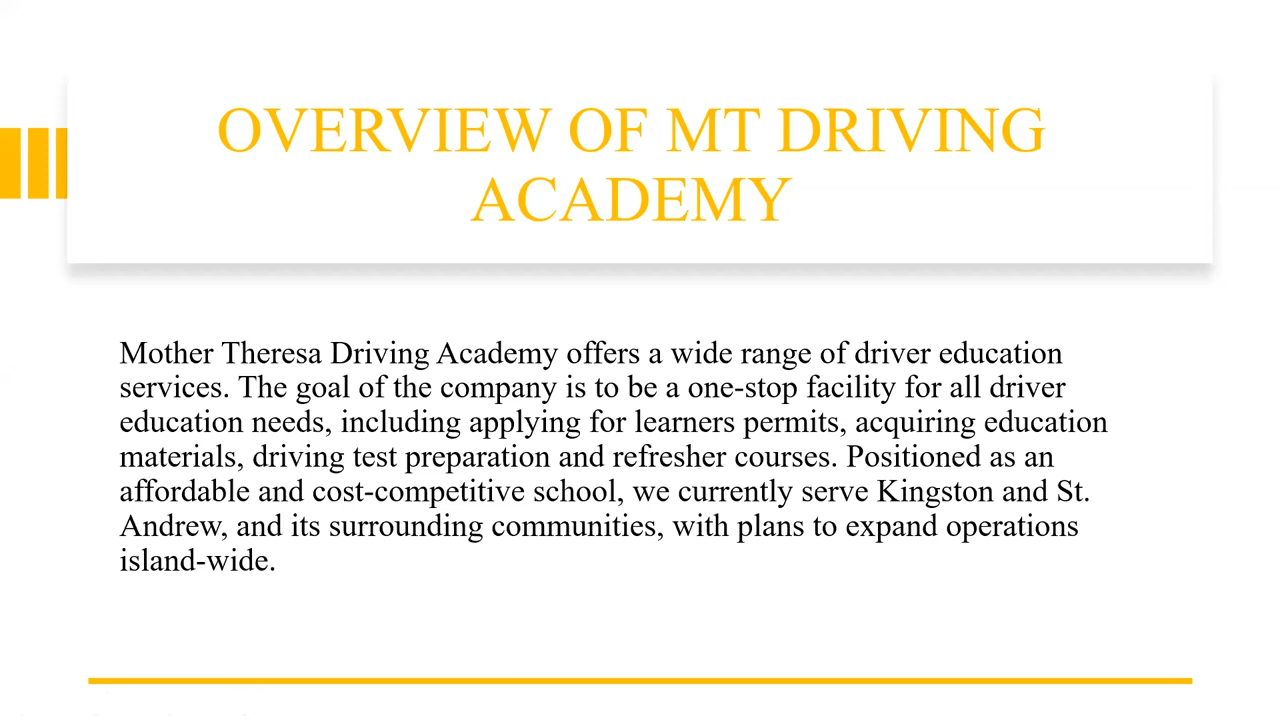 OVERVIEW OF MT DRIVING
ACADEMY
Mother Theresa Driving Academy offers a wide range of driver education
services. The goal of the company is to be a one-stop facility for all driver
education needs, including applying for learners permits, acquiring education
materials, driving test preparation and refresher courses. Positioned as an
affordable and cost-competitive school, we currently serve Kingston and St.
Andrew, and its surrounding communities, with plans to expand operations
island-wide.